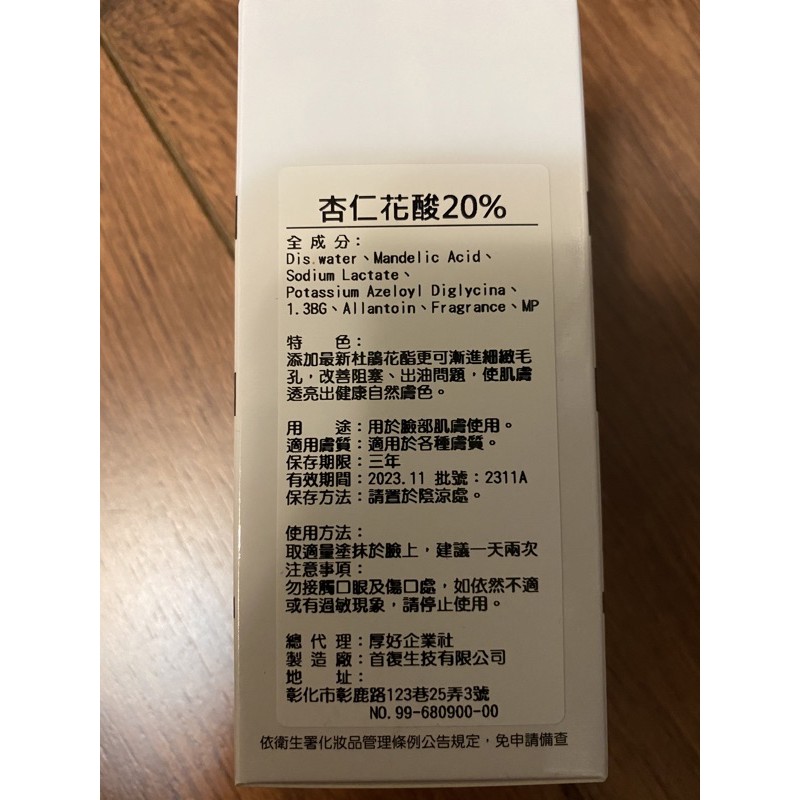 杏仁花酸20%
全成分：
Dis.water、Mandelic Acid、
Sodium Lactate、
Potassium Azeloyl Diglycina、
1.3BG、Allantoin、Fragrance、MP
特　　色：
添加最新杜鵑花酯更可漸進細緻毛
孔，改善阻塞、出油問題，使肌膚
透亮出健康自然膚色。
用　　途：用於臉部肌膚使用。
適用膚質：適用於各種膚質。
保存期限：三年
有效期間：2023.11 批號：2311A
保存方法：請置於陰涼處。
使用方法：
取適量塗抹於臉上，建議一天兩次
注意事項：
勿接觸口眼及傷口處，如依然不適
或有過敏現象，請停止使用。
總 代 理：厚好企業社
製 造 廠：首復生技有限公司
地　　址：
彰化市彰鹿路123巷25弄3號
NO.99-680900-00
依衛生署化妝品管理條例公告規定，免申請備查